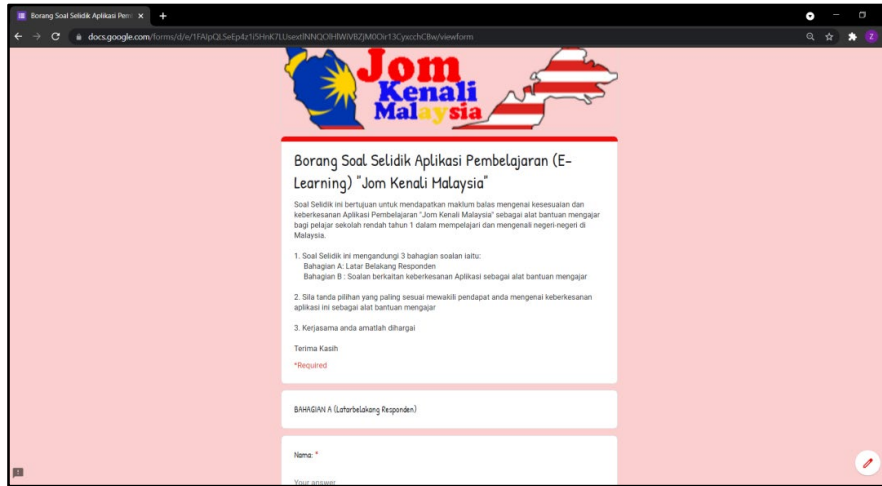 Borang Soal Selidik Aplikasi Pem
docs.google.com/forms/d/e/
/viewform
Z
Jom
Kenali
Malaysia
Borang Soal Selidik Aplikasi Pembelajaran (E-
Learning) "Jom Kenali Malaysia"
Soal Selidik ini bertujuan untuk mendapatkan maklum balas mengenai kesesuaian dan
keberkesanan Aplikasi Pembelajaran "Jom Kenali Malaysia" sebagai alat bantuan mengajar
bagi pelajar sekolah rendah tahun 1 dalam mempelajari dan mengenali negeri-negeri di
Malaysia.
1. Soal Selidik ini mengandungi 3 bahagian soalan iaitu:
Bahagian A: Latar Belakang Responden
Bahagian B : Soalan berkaitan keberkesanan Aplikasi sebagai alat bantuan mengajar
2. Sila tanda pilihan yang paling sesuai mewakili pendapat anda mengenai keberkesanan
aplikasi ini sebagai alat bantuan mengajar
3. Kerjasama anda amatlah dihargai
Terima Kasih
*Required
BAHAGIAN A (Latarbelakang Responden)
Nama: *
Your answer